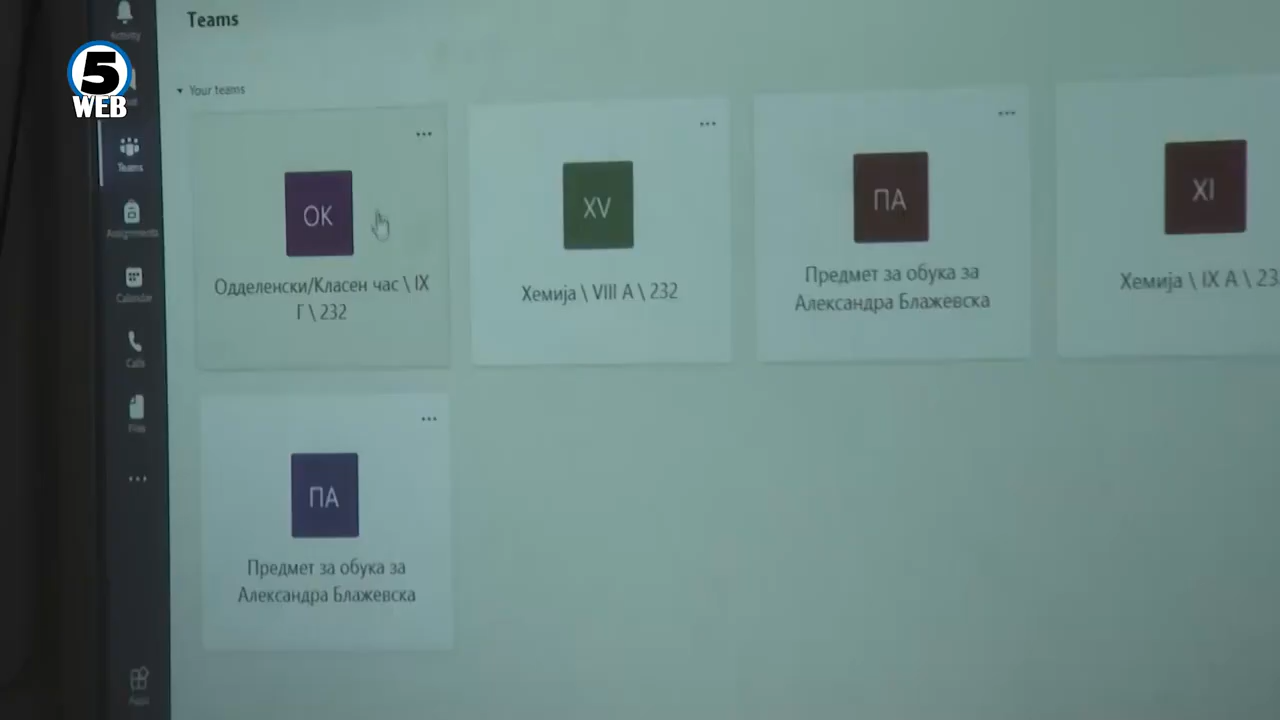 Activity
5
WEB
Teams
Your teams
Teams
Assignments
Calendar
Calls
Files
Apps
ОК
Одделенски/Класен час \ IX
Г \ 232
XV
Хемија \ VIII А \ 232
ПА
Предмет за обука за
Александра Блажевска
XI
Хемија \ IX А \ 23
ПА
Предмет за обука за
Александра Блажевска